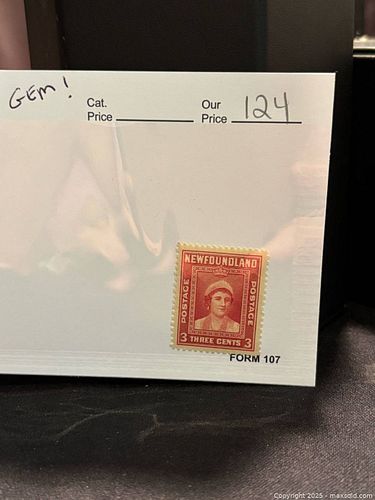 GEM!
Cat.
Price
Our
Price 124
NEWFOUNDLAND
POSTAGE
POSTAGE
3 THREE CENTS 3
FORM 107
Copyright 2025 - maxsold.com